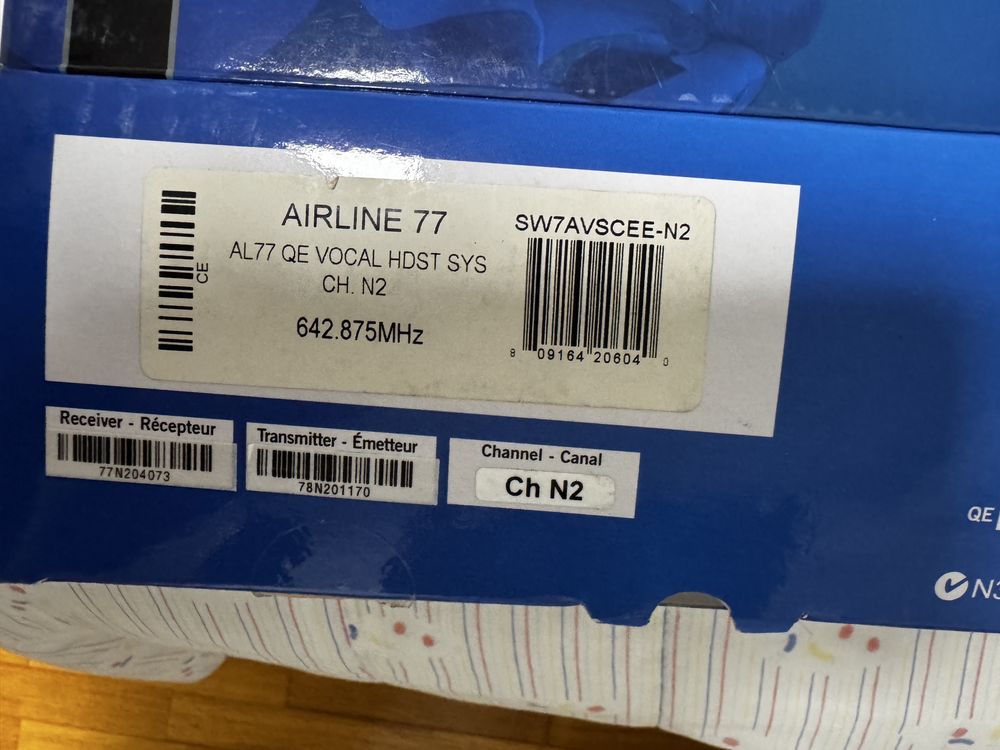 AIRLINE 77
AL77 QE VOCAL HDST SYS
CH. N2
642.875MHz
CE
SW7AVSCEE-N2
8 09164 20604 0
Receiver - Récepteur
77N204073
Transmitter - Émetteur
78N201170
Channel - Canal
Ch N2
QE
N3